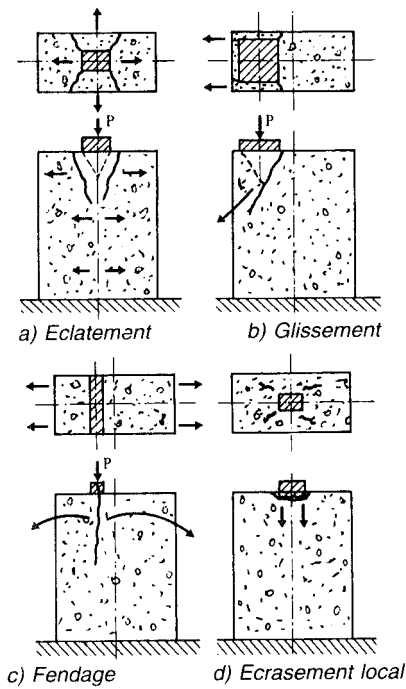 P
P
a) Eclatement
b) Glissement
P
c) Fendage
d) Ecrasement local